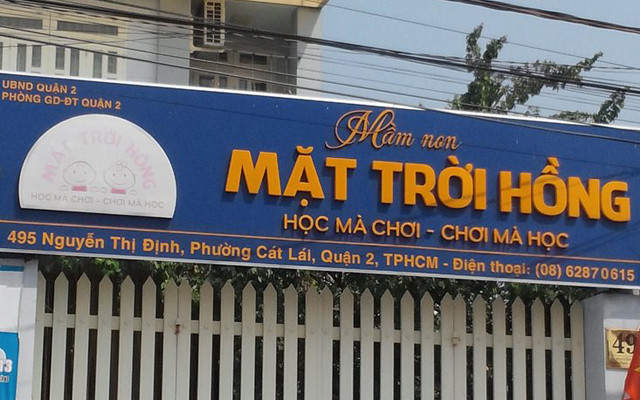 UBND QUẬN 2
PHÒNG GD-ĐT QUẬN 2
MẶT TRỜI HỒNG
HỌC MÀ CHƠI - CHƠI MÀ HỌC
Mầm non
MẶT TRỜI HỒNG
HỌC MÀ CHƠI - CHƠI MÀ HỌC
495 Nguyễn Thị Định, Phường Cát Lái, Quận 2, TPHCM - Điện thoại: (08) 6287 0615